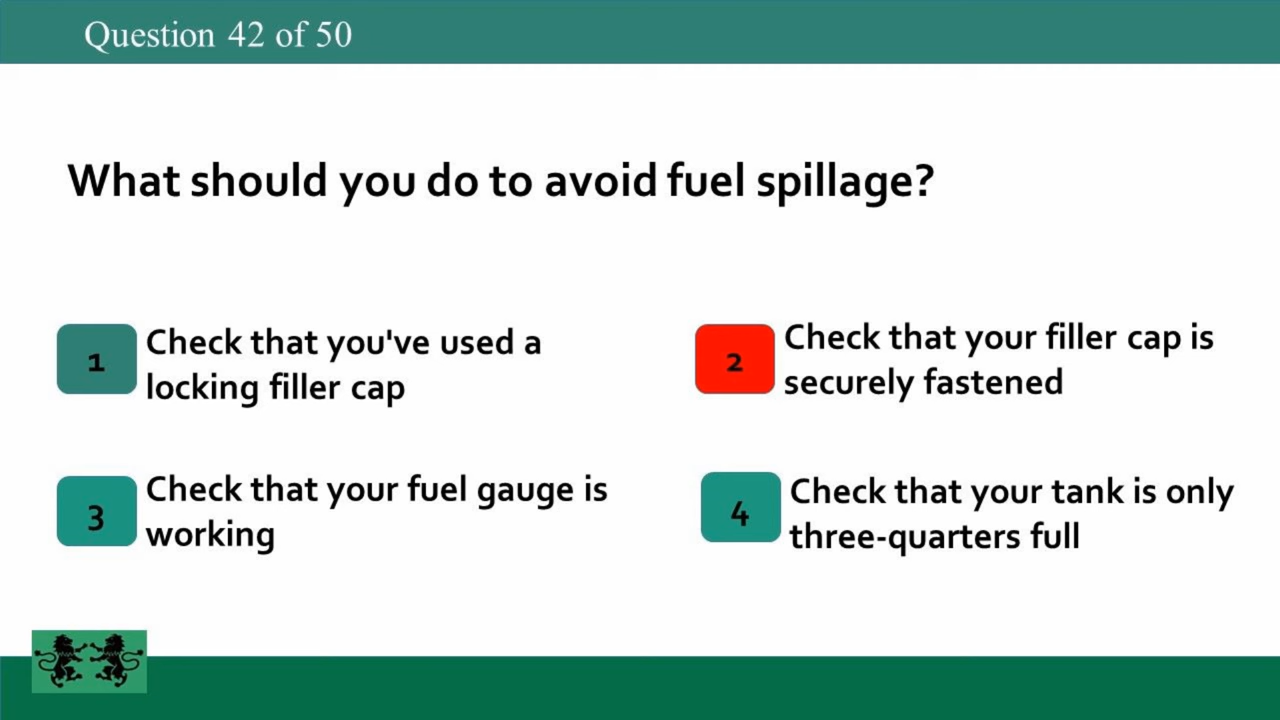 Question 42 of 50
What should you do to avoid fuel spillage?
1
Check that you've used a
locking filler cap
2
Check that your filler cap is
securely fastened
3
Check that your fuel gauge is
working
4
Check that your tank is only
three-quarters full